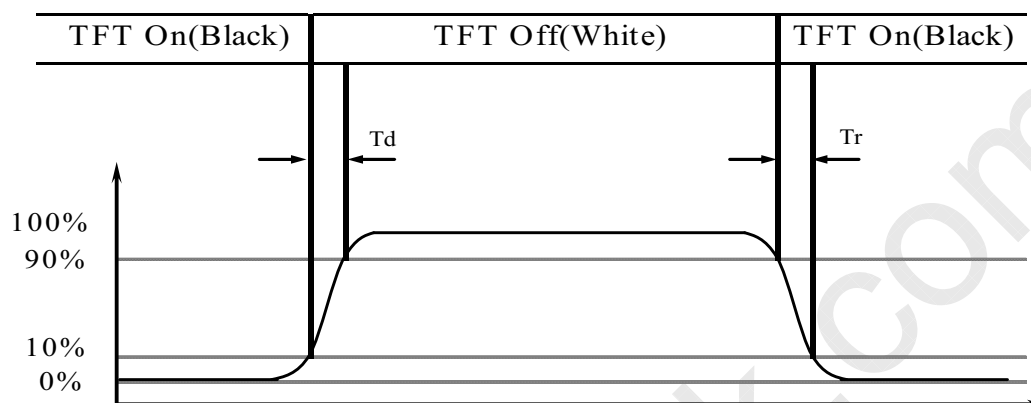 TFT On(Black) TFT Off(White) TFT On(Black)
Td Tr
100%
90%
10%
0%